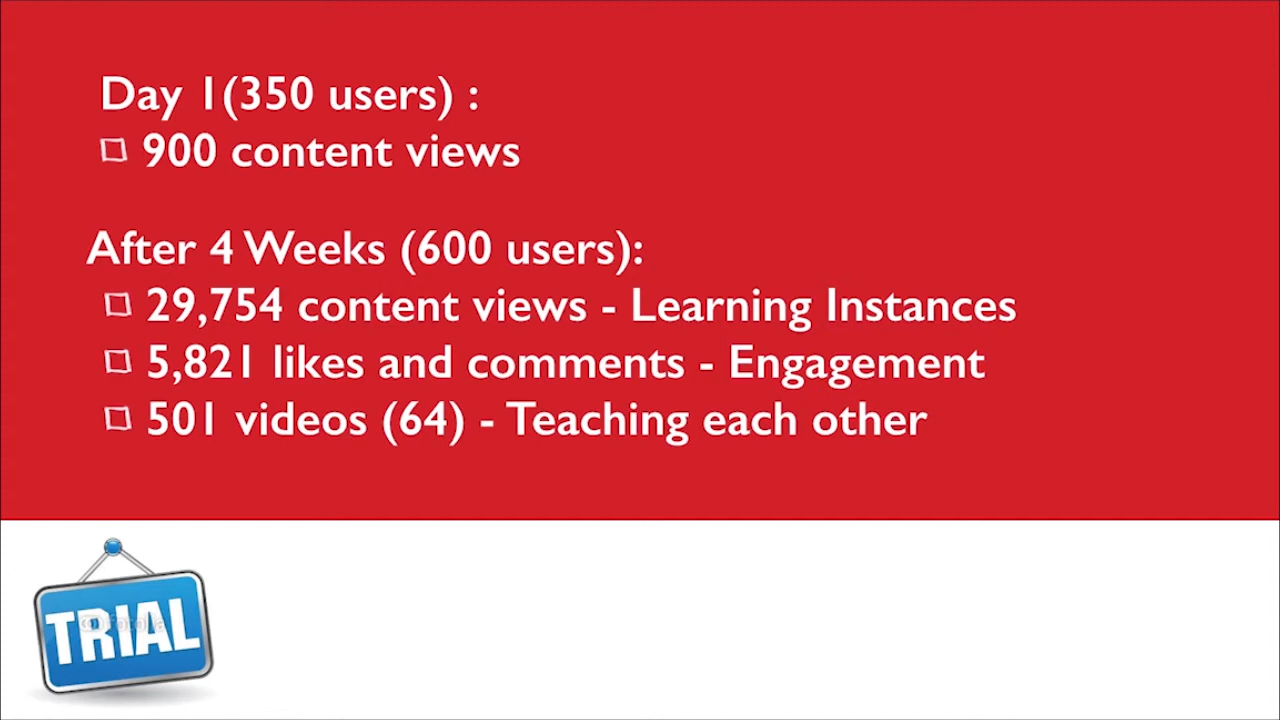 Day 1(350 users) :
900 content views
After 4 Weeks (600 users):
29,754 content views - Learning Instances
5,821 likes and comments - Engagement
501 videos (64) - Teaching each other
TRIAL